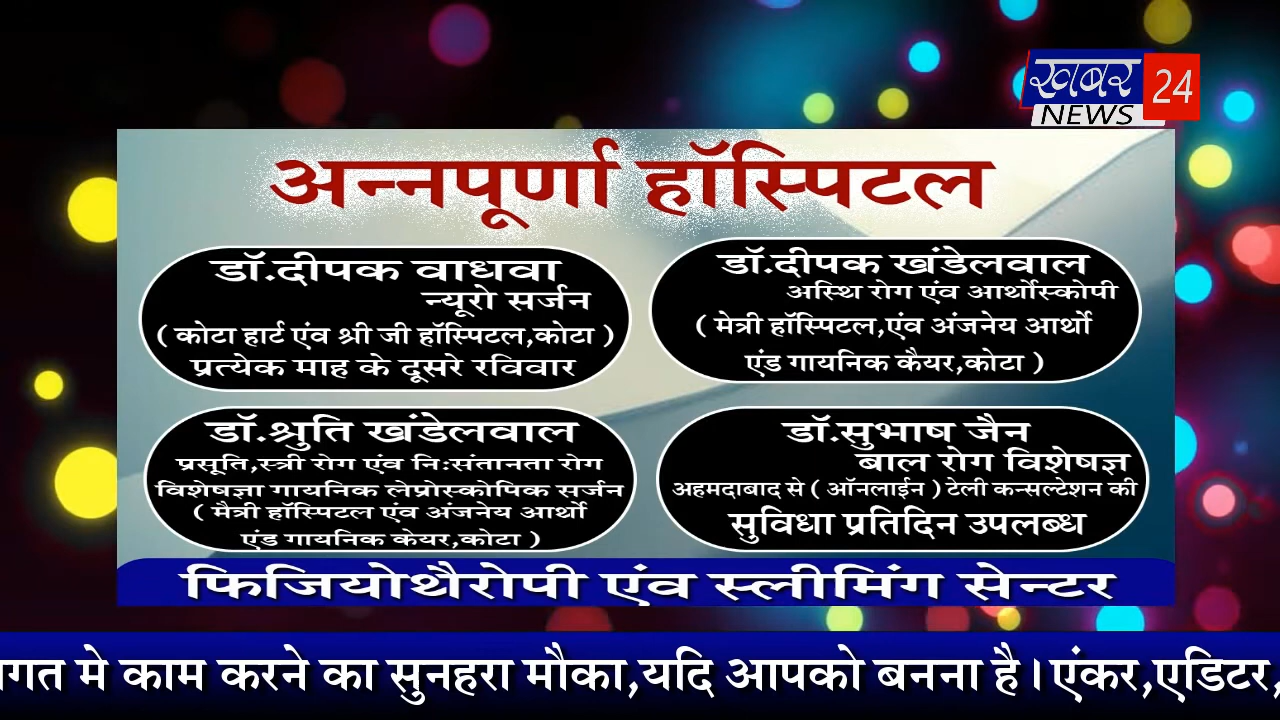 खबर 24
NEWS
अन्नपूर्णा हॉस्पिटल
डॉ.दीपक वाधवा
न्यूरो सर्जन
( कोटा हार्ट एंव श्री जी हॉस्पिटल,कोटा )
प्रत्येक माह के दूसरे रविवार
डॉ.दीपक खंडेलवाल
अस्थि रोग एंव आर्थोस्कोपी
( मेत्री हॉस्पिटल,एंव अंजनेय आर्थो
एंड गायनिक कैयर,कोटा )
डॉ.श्रुति खंडेलवाल
प्रसूति,स्त्री रोग एंव निःसंतानता रोग
विशेषज्ञा गायनिक लेप्रोस्कोपिक सर्जन
( मैत्री हॉस्पिटल एंव अंजनेय आर्थो
एंड गायनिक केयर,कोटा )
डॉ.सुभाष जैन
बाल रोग विशेषज्ञ
अहमदाबाद से ( ऑनलाईन ) टेली कन्सल्टेशन की
सुविधा प्रतिदिन उपलब्ध
फिजियोथैरोपी एंव स्लीमिंग सेन्टर
गत मे काम करने का सुनहरा मौका,यदि आपको बनना है। एंकर,एडिटर,